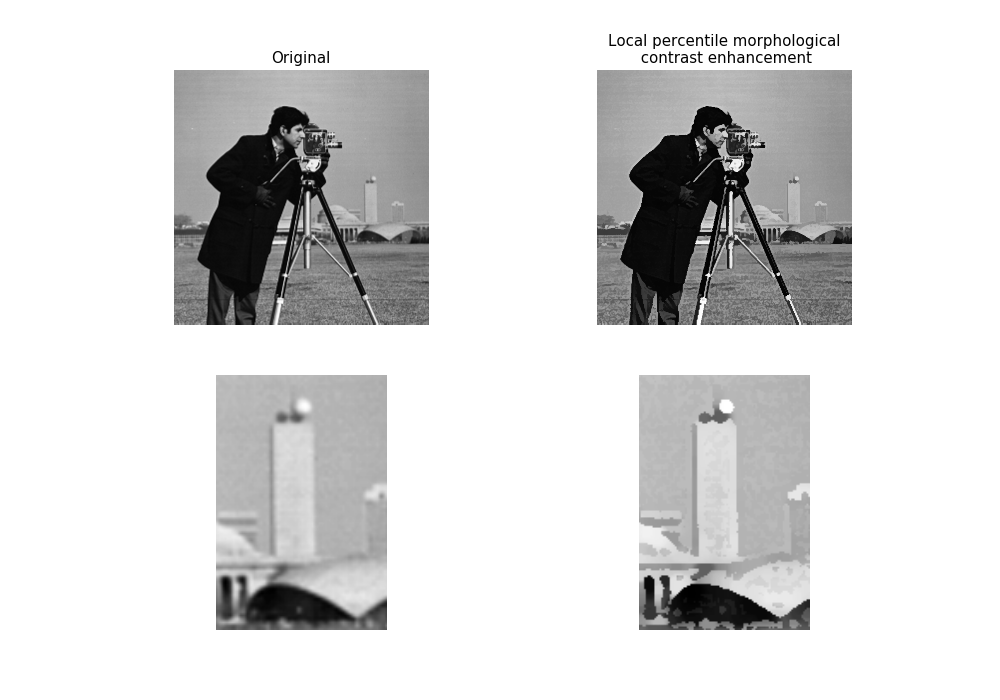 Original
Local percentile morphological
contrast enhancement